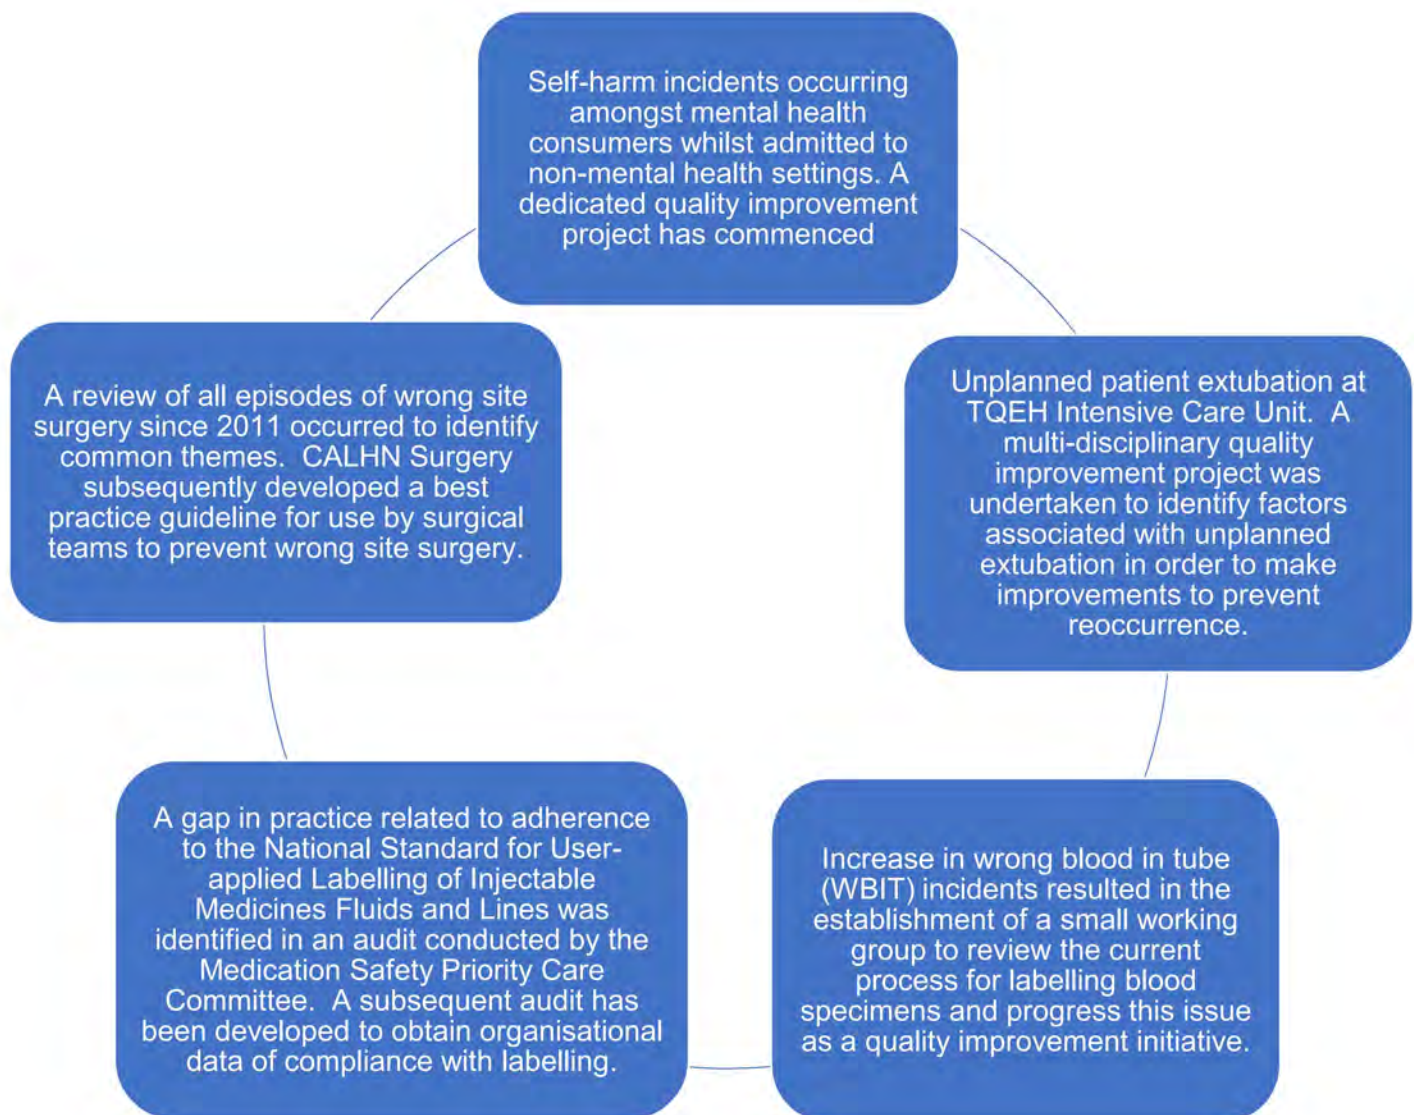 Self-harm incidents occurring
amongst mental health
consumers whilst admitted to
non-mental health settings. A
dedicated quality improvement
project has commenced
Unplanned patient extubation at
TQEH Intensive Care Unit.  A
multi-disciplinary quality
improvement project was
undertaken to identify factors
associated with unplanned
extubation in order to make
improvements to prevent
reoccurrence.
Increase in wrong blood in tube
(WBIT) incidents resulted in the
establishment of a small working
group to review the current
process for labelling blood
specimens and progress this issue
as a quality improvement initiative.
A gap in practice related to adherence
to the National Standard for User-
applied Labelling of Injectable
Medicines Fluids and Lines was
identified in an audit conducted by the
Medication Safety Priority Care
Committee.  A subsequent audit has
been developed to obtain organisational
data of compliance with labelling.
A review of all episodes of wrong site
surgery since 2011 occurred to identify
common themes.  CALHN Surgery
subsequently developed a best
practice guideline for use by surgical
teams to prevent wrong site surgery.